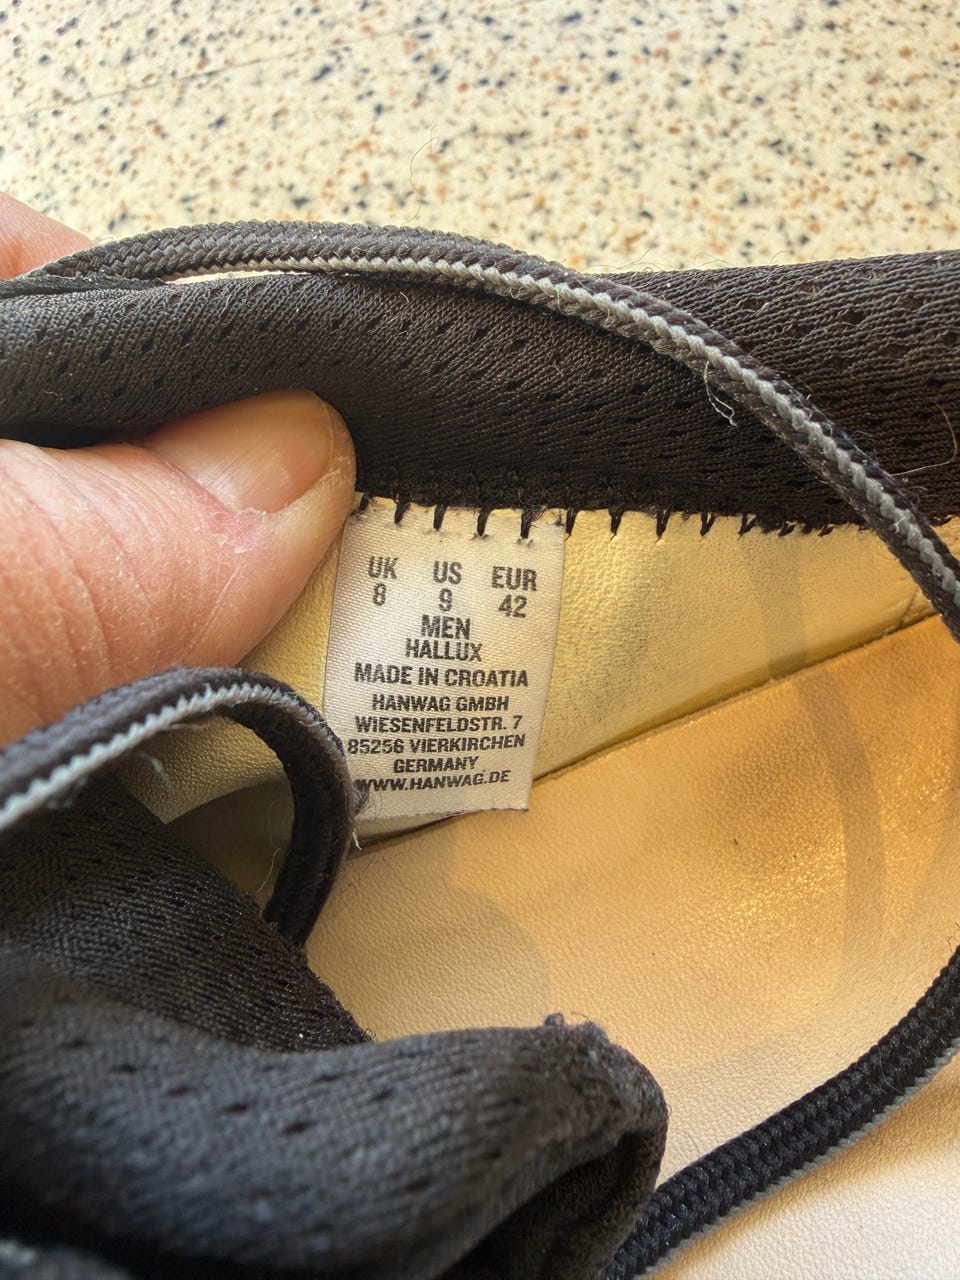 UK US EUR
8 9 42
MEN
HALLUX
MADE IN CROATIA
HANWAG GMBH
WIESENFELDSTR. 7
85256 VIERKIRCHEN
GERMANY
WWW.HANWAG.DE